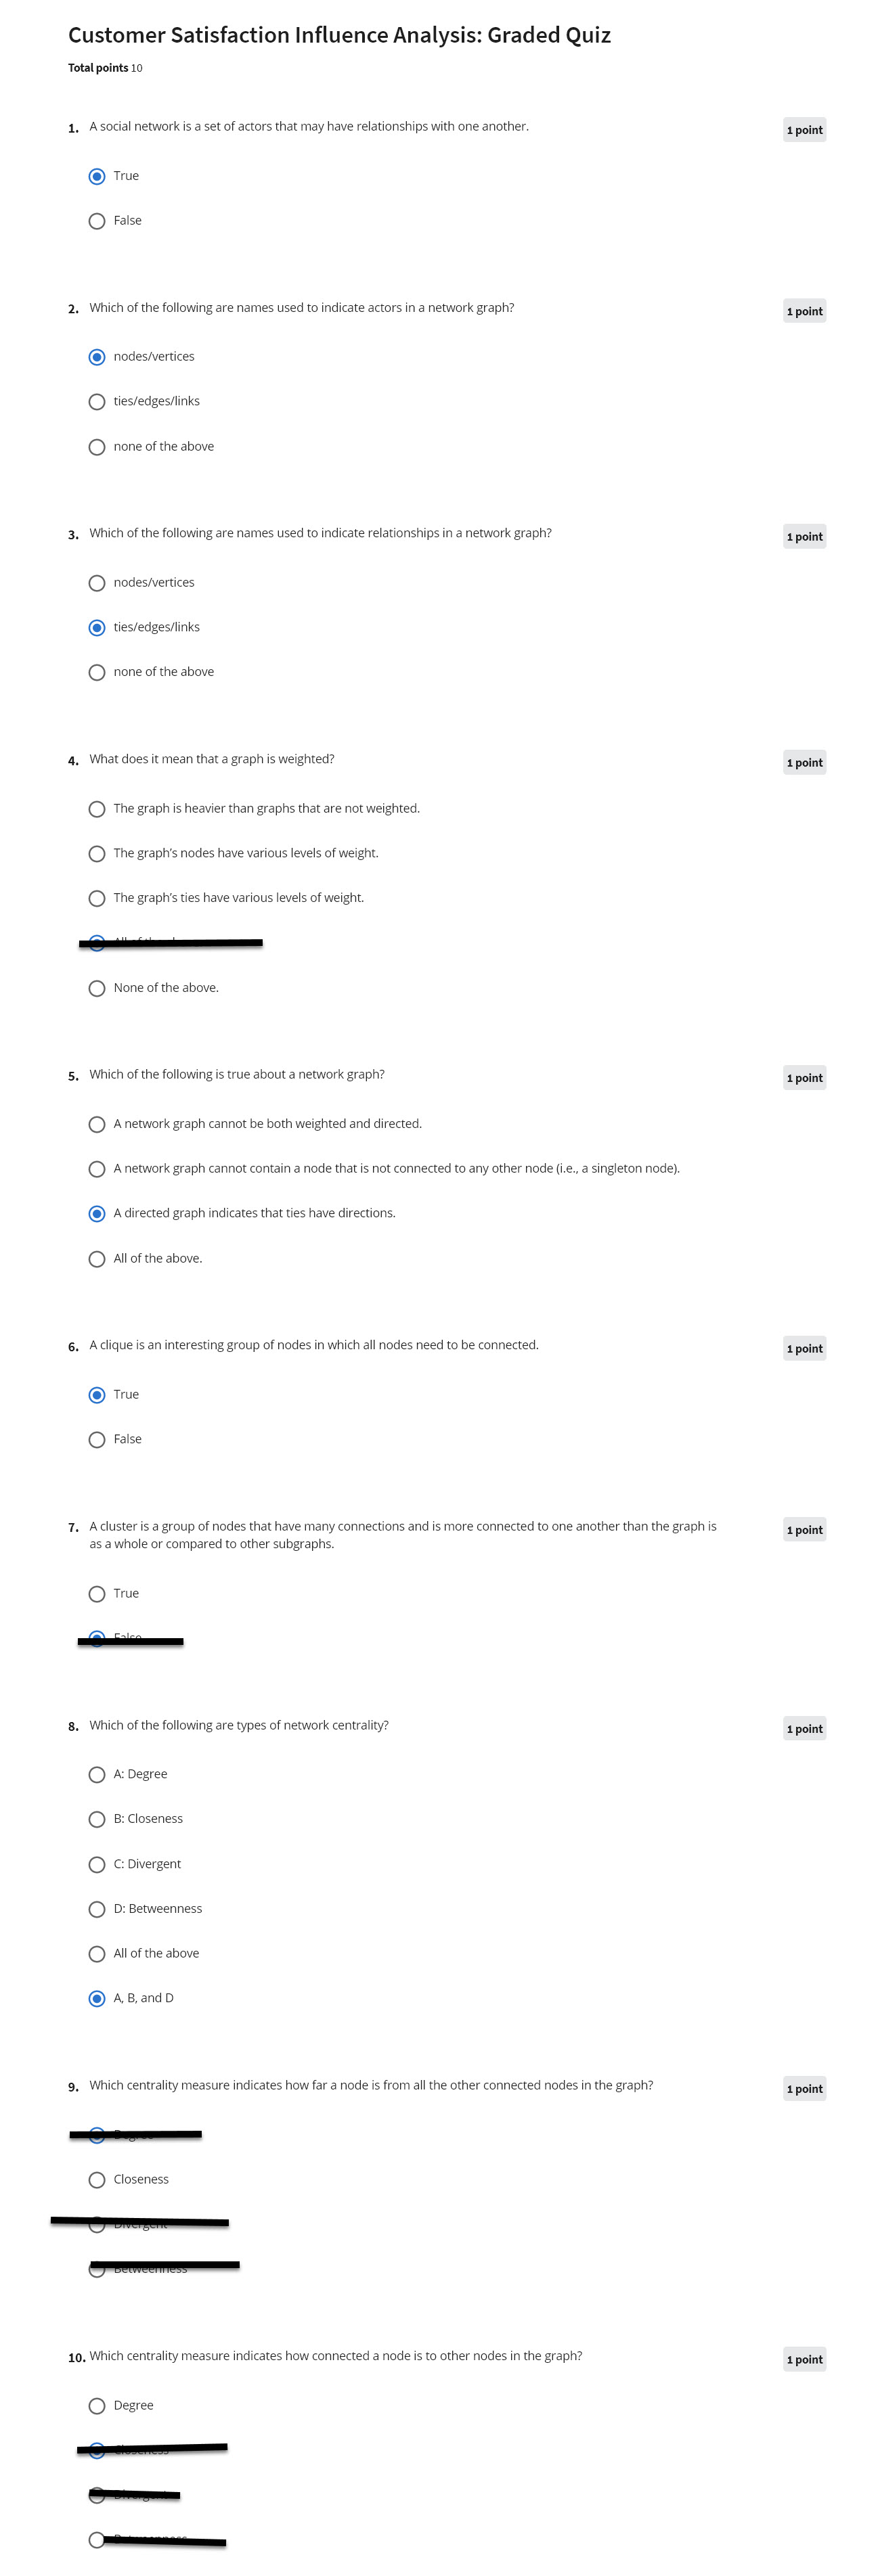 Customer Satisfaction Influence Analysis: Graded Quiz
Total points 10
1. A social network is a set of actors that may have relationships with one another.
1 point
True
False
2. Which of the following are names used to indicate actors in a network graph?
1 point
nodes/vertices
ties/edges/links
none of the above
3. Which of the following are names used to indicate relationships in a network graph?
1 point
nodes/vertices
ties/edges/links
none of the above
4. What does it mean that a graph is weighted?
1 point
The graph is heavier than graphs that are not weighted.
The graph's nodes have various levels of weight.
The graph's ties have various levels of weight.
None of the above.
5. Which of the following is true about a network graph?
1 point
A network graph cannot be both weighted and directed.
A network graph cannot contain a node that is not connected to any other node (i.e., a singleton node).
A directed graph indicates that ties have directions.
All of the above.
6. A clique is an interesting group of nodes in which all nodes need to be connected.
1 point
True
False
7. A cluster is a group of nodes that have many connections and is more connected to one another than the graph is
as a whole or compared to other subgraphs.
1 point
True
False
8. Which of the following are types of network centrality?
1 point
A: Degree
B: Closeness
C: Divergent
D: Betweenness
All of the above
A, B, and D
9. Which centrality measure indicates how far a node is from all the other connected nodes in the graph?
1 point
Degree
Closeness
Divergent
Betweenness
10. Which centrality measure indicates how connected a node is to other nodes in the graph?
1 point
Degree
Closeness
Divergent
Betweenness